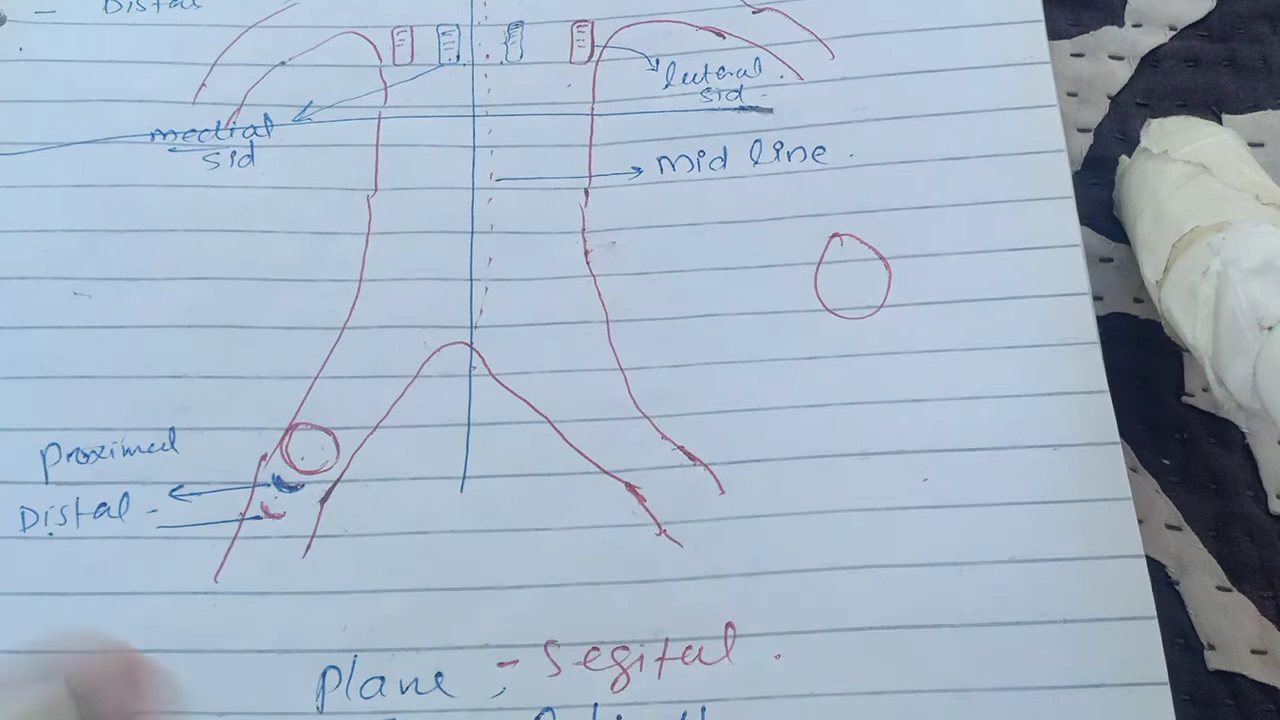 - Distal
lateral
sid
medial
sid
mid line .
Proximal
Distal -
Plane ; - Segital .